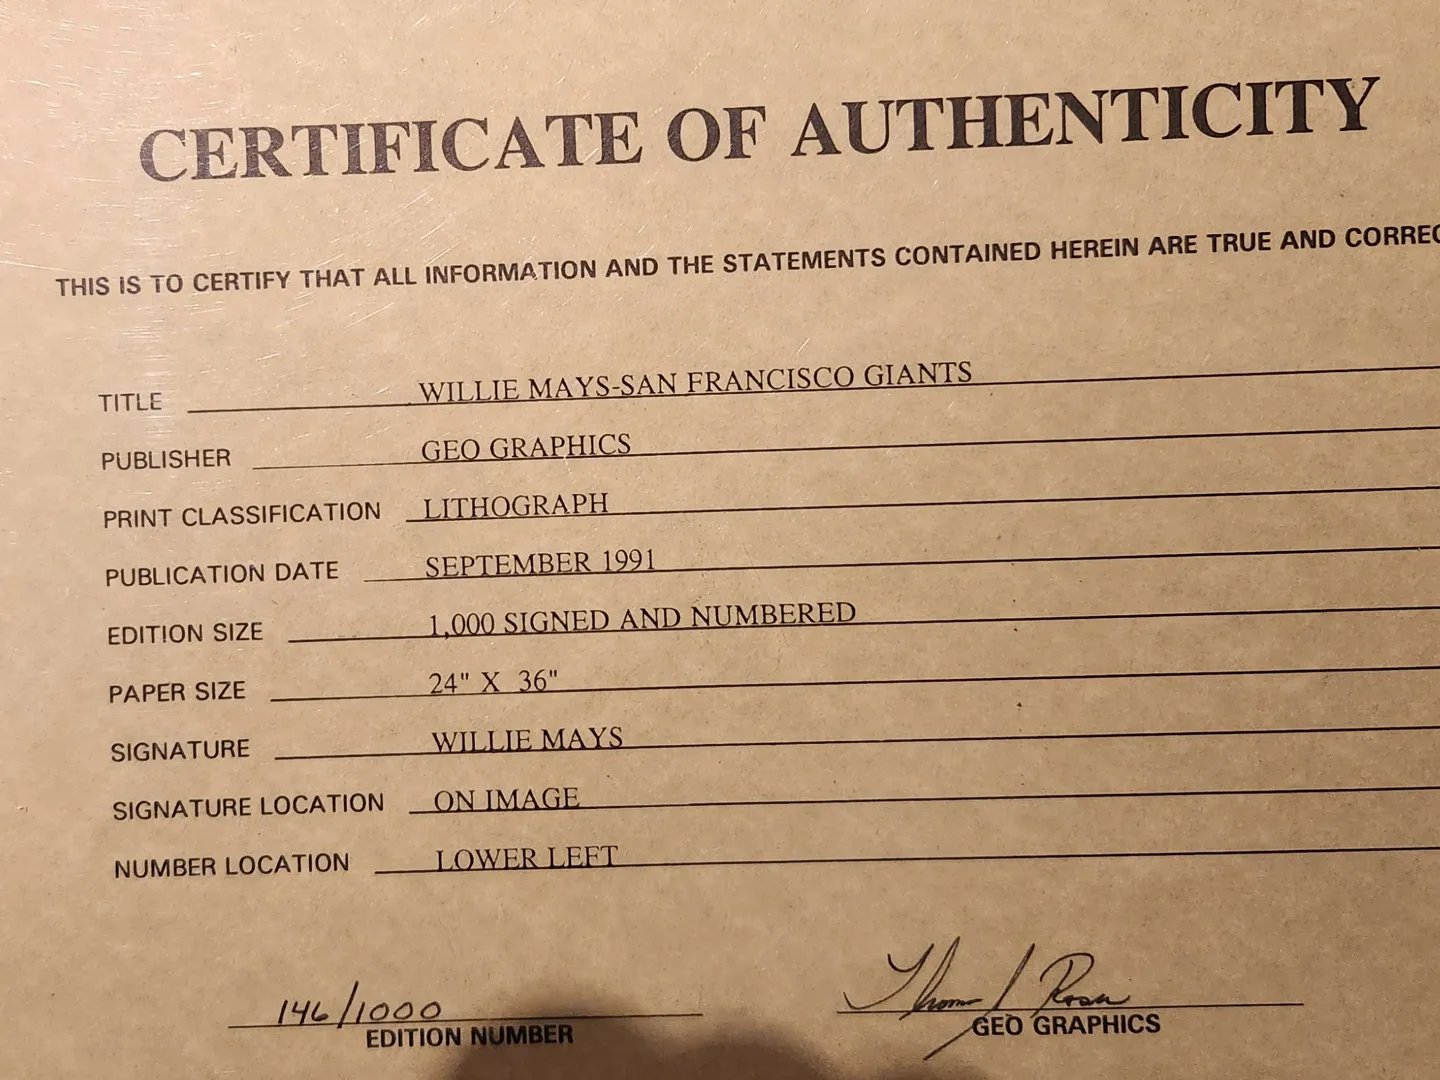 CERTIFICATE OF AUTHENTICITY
THIS IS TO CERTIFY THAT ALL INFORMATION AND THE STATEMENTS CONTAINED HEREIN ARE TRUE AND CORREC
TITLE WILLIE MAYS-SAN FRANCISCO GIANTS
PUBLISHER GEO GRAPHICS
PRINT CLASSIFICATION LITHOGRAPH
PUBLICATION DATE SEPTEMBER 1991
EDITION SIZE 1,000 SIGNED AND NUMBERED
PAPER SIZE 24" X 36"
SIGNATURE WILLIE MAYS
SIGNATURE LOCATION ON IMAGE
NUMBER LOCATION LOWER LEFT
146/1000
EDITION NUMBER
GEO GRAPHICS